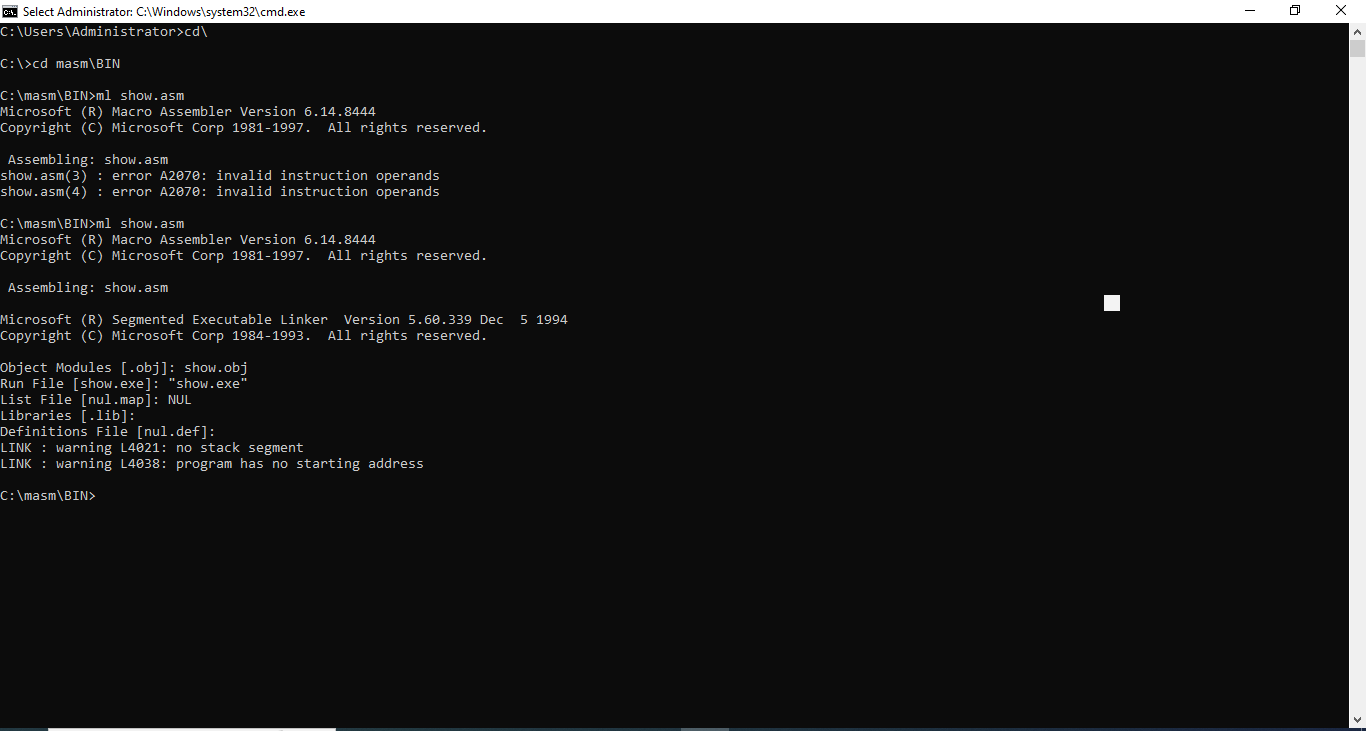 Select Administrator: C:\Windows\system32\cmd.exe
C:\Users\Administrator>cd\
C:\>cd masm\BIN
C:\masm\BIN>ml show.asm
Microsoft (R) Macro Assembler Version 6.14.8444
Copyright (C) Microsoft Corp 1981-1997.  All rights reserved.
 Assembling: show.asm
show.asm(3) : error A2070: invalid instruction operands
show.asm(4) : error A2070: invalid instruction operands
C:\masm\BIN>ml show.asm
Microsoft (R) Macro Assembler Version 6.14.8444
Copyright (C) Microsoft Corp 1981-1997.  All rights reserved.
 Assembling: show.asm
Microsoft (R) Segmented Executable Linker  Version 5.60.339 Dec  5 1994
Copyright (C) Microsoft Corp 1984-1993.  All rights reserved.
Object Modules [.obj]: show.obj
Run File [show.exe]: "show.exe"
List File [nul.map]: NUL
Libraries [.lib]:
Definitions File [nul.def]:
LINK : warning L4021: no stack segment
LINK : warning L4038: program has no starting address
C:\masm\BIN>